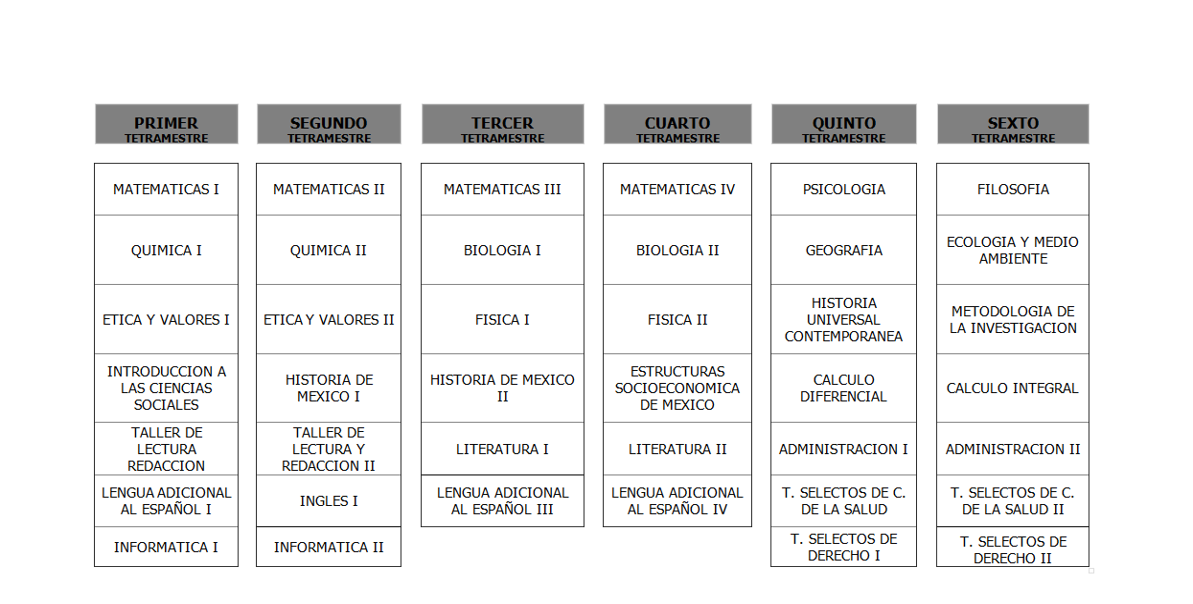 PRIMER
TETRAMESTRE
MATEMATICAS I
QUIMICA I
ETICA Y VALORES I
INTRODUCCION A
LAS CIENCIAS
SOCIALES
TALLER DE
LECTURA
REDACCION
LENGUA ADICIONAL
AL ESPAÑOL I
INFORMATICA I
SEGUNDO
TETRAMESTRE
MATEMATICAS II
QUIMICA II
ETICA Y VALORES II
HISTORIA DE
MEXICO I
TALLER DE
LECTURA Y
REDACCION II
INGLES I
INFORMATICA II
TERCER
TETRAMESTRE
MATEMATICAS III
BIOLOGIA I
FISICA I
HISTORIA DE MEXICO
II
LITERATURA I
LENGUA ADICIONAL
AL ESPAÑOL III
CUARTO
TETRAMESTRE
MATEMATICAS IV
BIOLOGIA II
FISICA II
ESTRUCTURAS
SOCIOECONOMICA
DE MEXICO
LITERATURA II
LENGUA ADICIONAL
AL ESPAÑOL IV
QUINTO
TETRAMESTRE
PSICOLOGIA
GEOGRAFIA
HISTORIA
UNIVERSAL
CONTEMPORANEA
CALCULO
DIFERENCIAL
ADMINISTRACION I
T. SELECTOS DE C.
DE LA SALUD
T. SELECTOS DE
DERECHO I
SEXTO
TETRAMESTRE
FILOSOFIA
ECOLOGIA Y MEDIO
AMBIENTE
METODOLOGIA DE
LA INVESTIGACION
CALCULO INTEGRAL
ADMINISTRACION II
T. SELECTOS DE C.
DE LA SALUD II
T. SELECTOS DE
DERECHO II